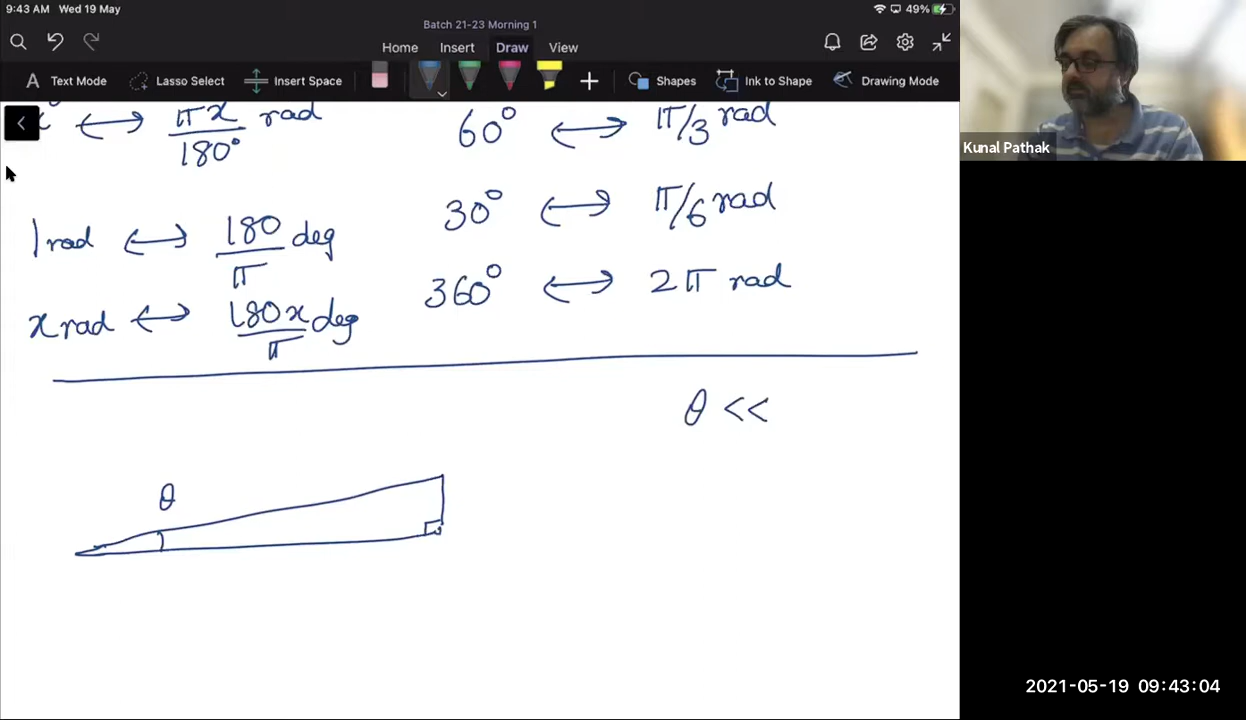 9:43 AM Wed 19 May
49%
Batch 21-23 Morning 1
Home Insert Draw View
Text Mode Lasso Select Insert Space Shapes Ink to Shape Drawing Mode
Kunal Pathak
° ↔ πx/180° rad
1 rad ↔ 180/π deg
x rad ↔ 180x/π deg
60° ↔ π/3 rad
30° ↔ π/6 rad
360° ↔ 2π rad
θ <<
θ
2021-05-19 09:43:04